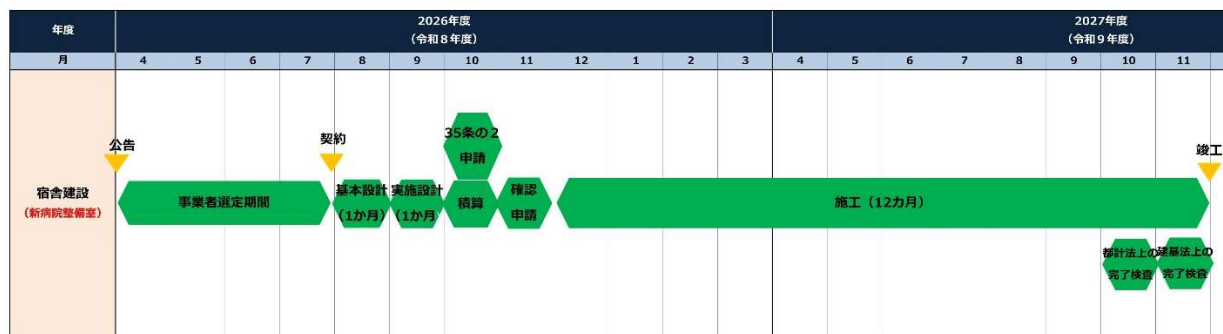 年度
2026年度
(令和8年度)
2027年度
(令和9年度)
月 4 5 6 7 8 9 10 11 12 1 2 3 4 5 6 7 8 9 10 11
公告
契約
35条の2
申請
竣工
宿舎建設
(新病院整備室)
事業者選定期間
基本設計
(1か月)
実施設計
(1か月
積算
確認
申請
施工(12カ月)
都計法上の
完了検査
建基法上の
完了検査